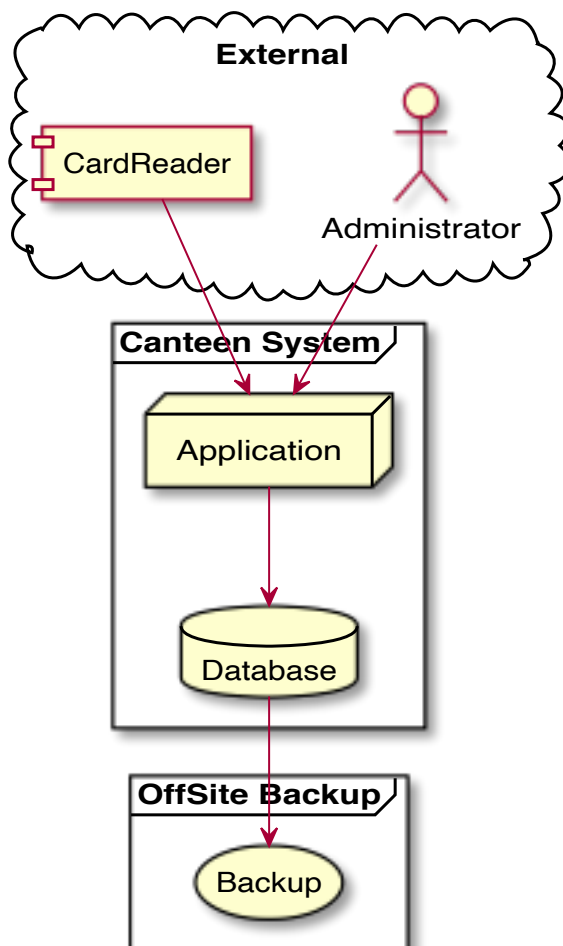 External
CardReader
Administrator
Canteen System
Application
Database
OffSite Backup
Backup